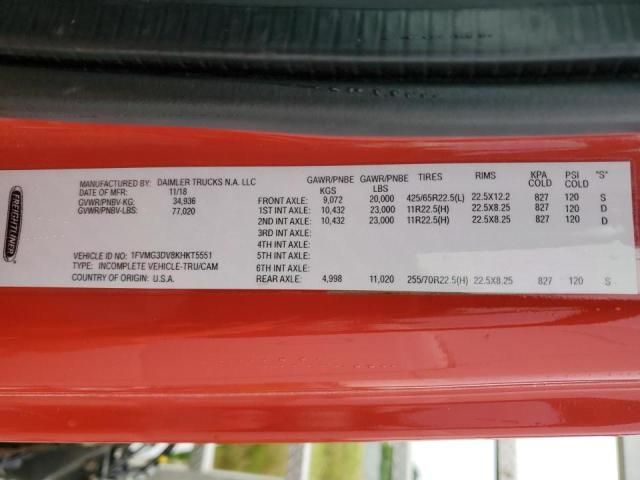 FREIGHTLINER
MANUFACTURED BY: DAIMLER TRUCKS N.A. LLC
DATE OF MFR: 11/18
GVWR/PNBV-KG: 34,936
GVWR/PNBV-LBS: 77,020
VEHICLE ID NO: 1FVMG3DV8KHKT5551
TYPE: INCOMPLETE VEHICLE-TRU/CAM
COUNTRY OF ORIGIN: U.S.A.
GAWR/PNBE KGS GAWR/PNBE LBS TIRES RIMS KPA COLD PSI COLD "S"
FRONT AXLE: 9,072 20,000 425/65R22.5(L) 22.5X12.2 827 120 S
1ST INT AXLE: 10,432 23,000 11R22.5(H) 22.5X8.25 827 120 D
2ND INT AXLE: 10,432 23,000 11R22.5(H) 22.5X8.25 827 120 D
3RD INT AXLE:
4TH INT AXLE:
5TH INT AXLE:
6TH INT AXLE:
REAR AXLE: 4,998 11,020 255/70R22.5(H) 22.5X8.25 827 120 S